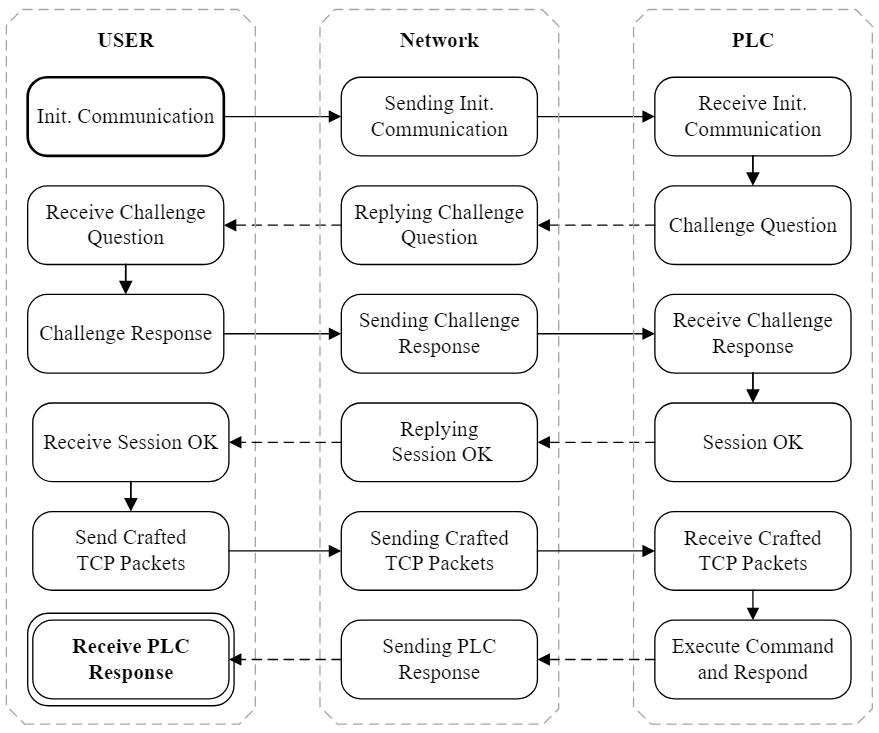 USER
Network
PLC
Init. Communication
Sending Init.
Communication
Receive Init.
Communication
Receive Challenge
Question
Replying Challenge
Question
Challenge Question
Challenge Response
Sending Challenge
Response
Receive Challenge
Response
Receive Session OK
Replying
Session OK
Session OK
Send Crafted
TCP Packets
Sending Crafted
TCP Packets
Receive Crafted
TCP Packets
Receive PLC
Response
Sending PLC
Response
Execute Command
and Respond